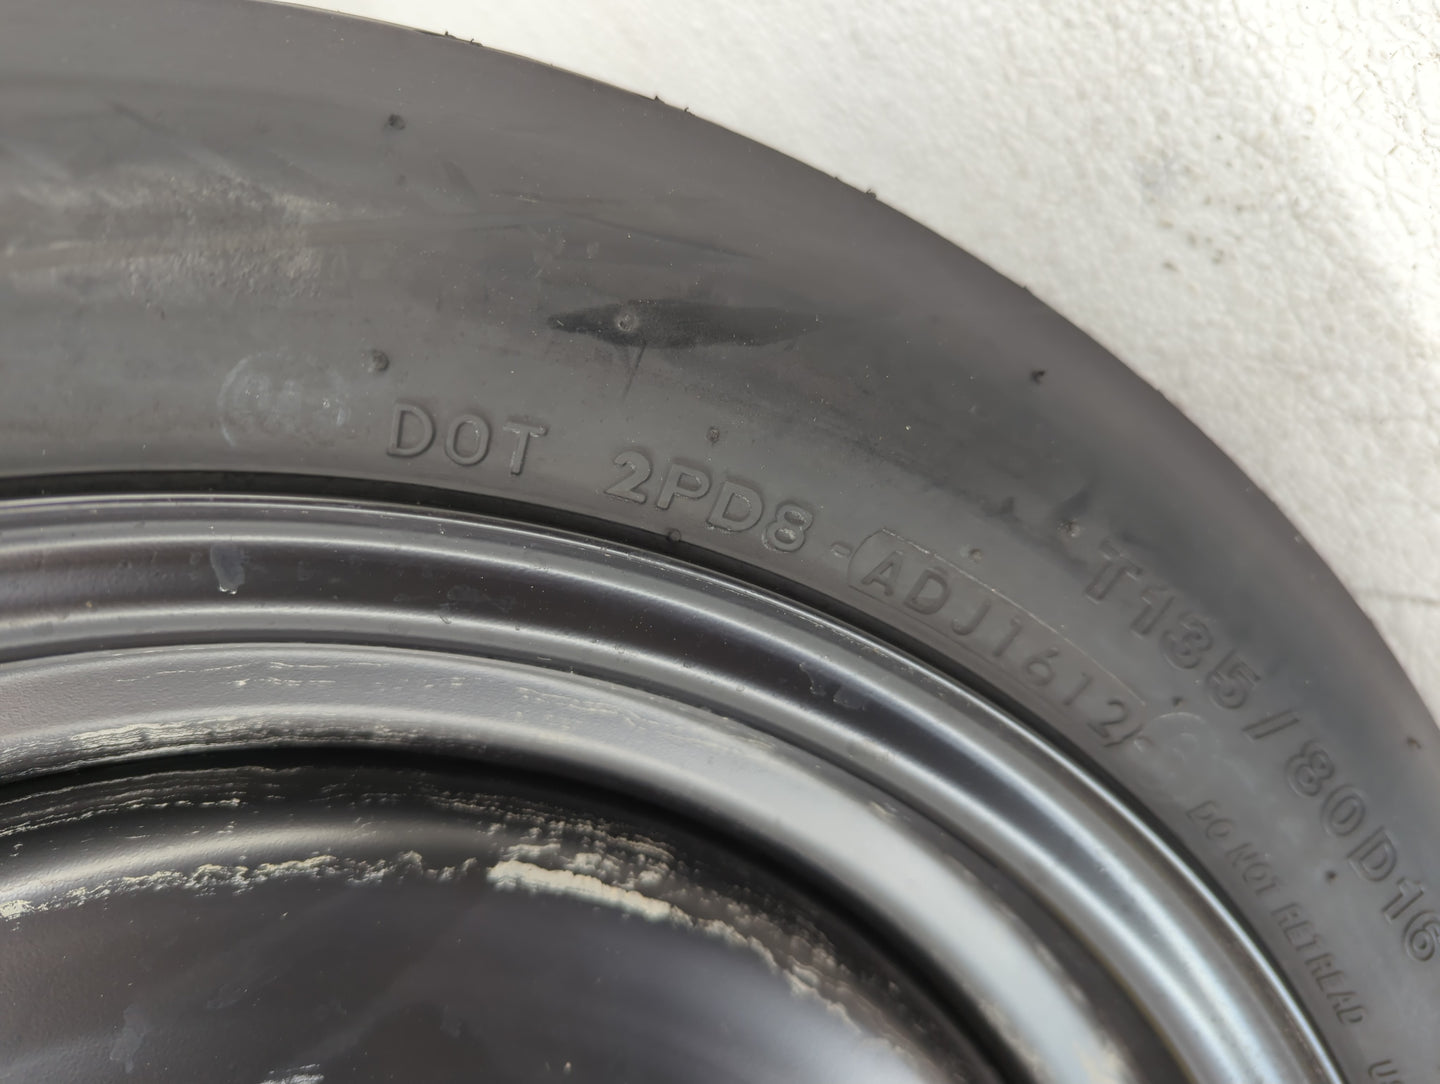 DOT 2PD8-ADJ1612
T135/80D16
DO NOT RETREAD